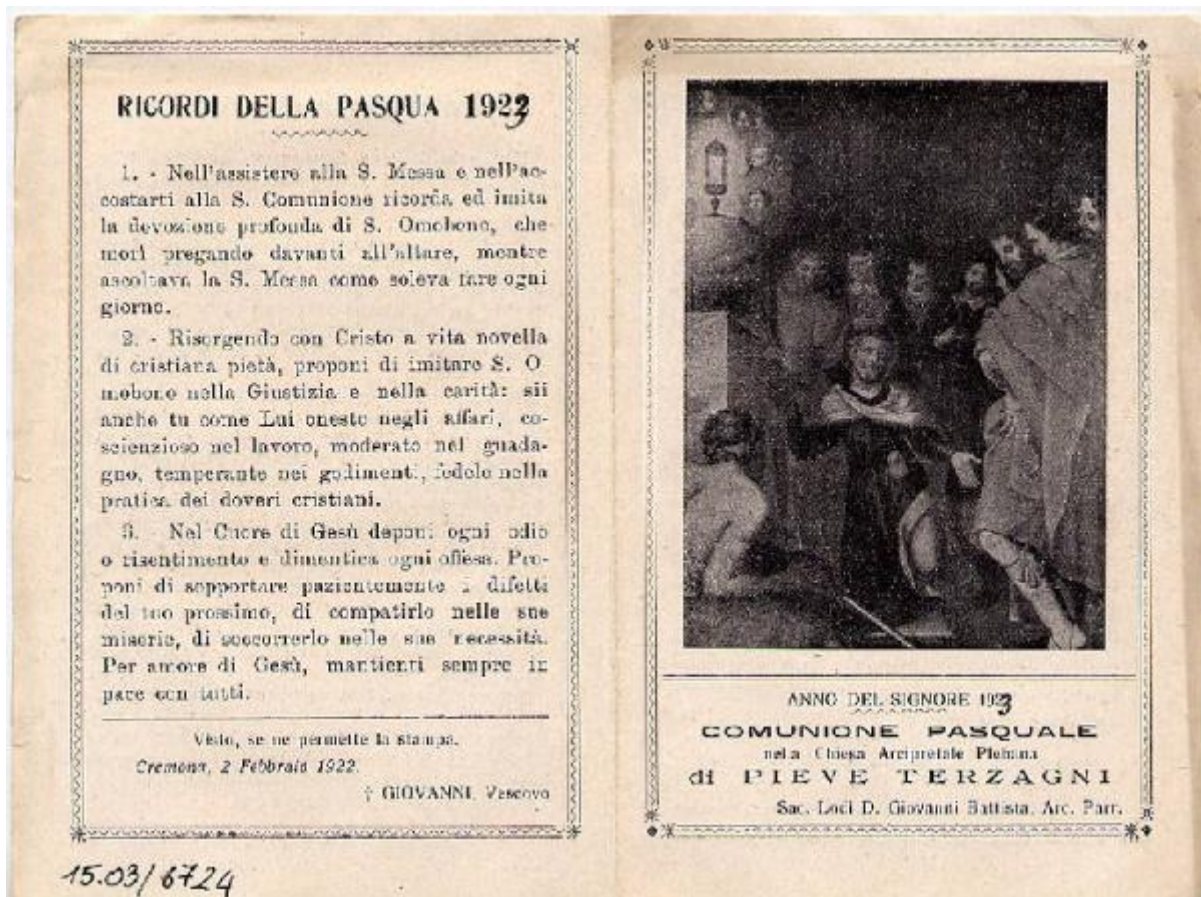 RICORDI DELLA PASQUA 1923
1. - Nell'assistere alla S. Messa e nell'ac-
costarti alla S. Comunione ricorda ed imita
la devozione profonda di S. Omobono, che
morì pregando davanti all'altare, mentre
ascoltava la S. Messa come soleva fare ogni
giorno.
2. - Risorgendo con Cristo a vita novella
di cristiana pietà, proponi di imitare S. O
mobono nella Giustizia e nella carità: sii
anche tu come Lui onesto negli affari, co-
scienzioso nel lavoro, moderato nel guada-
gno, temperante nei godimenti, fedele nella
pratica dei doveri cristiani.
3. - Nel Cuore di Gesù deponi ogni odio
o risentimento e dimentica ogni offesa. Pro-
poni di sopportare pazientemente i difetti
del tuo prossimo, di compatirlo nelle sue
miserie, di soccorrerlo nelle sue necessità.
Per amore di Gesù, mantienti sempre in
pace con tutti.
Visto, se ne permette la stampa.
Cremona, 2 Febbraio 1922.
† GIOVANNI, Vescovo
15.03/6724
ANNO DEL SIGNORE 1923
COMUNIONE PASQUALE
nella Chiesa Arcipretale Plebana
di PIEVE TERZAGNI
Sac. Loci D. Giovanni Battista, Arc. Parr.